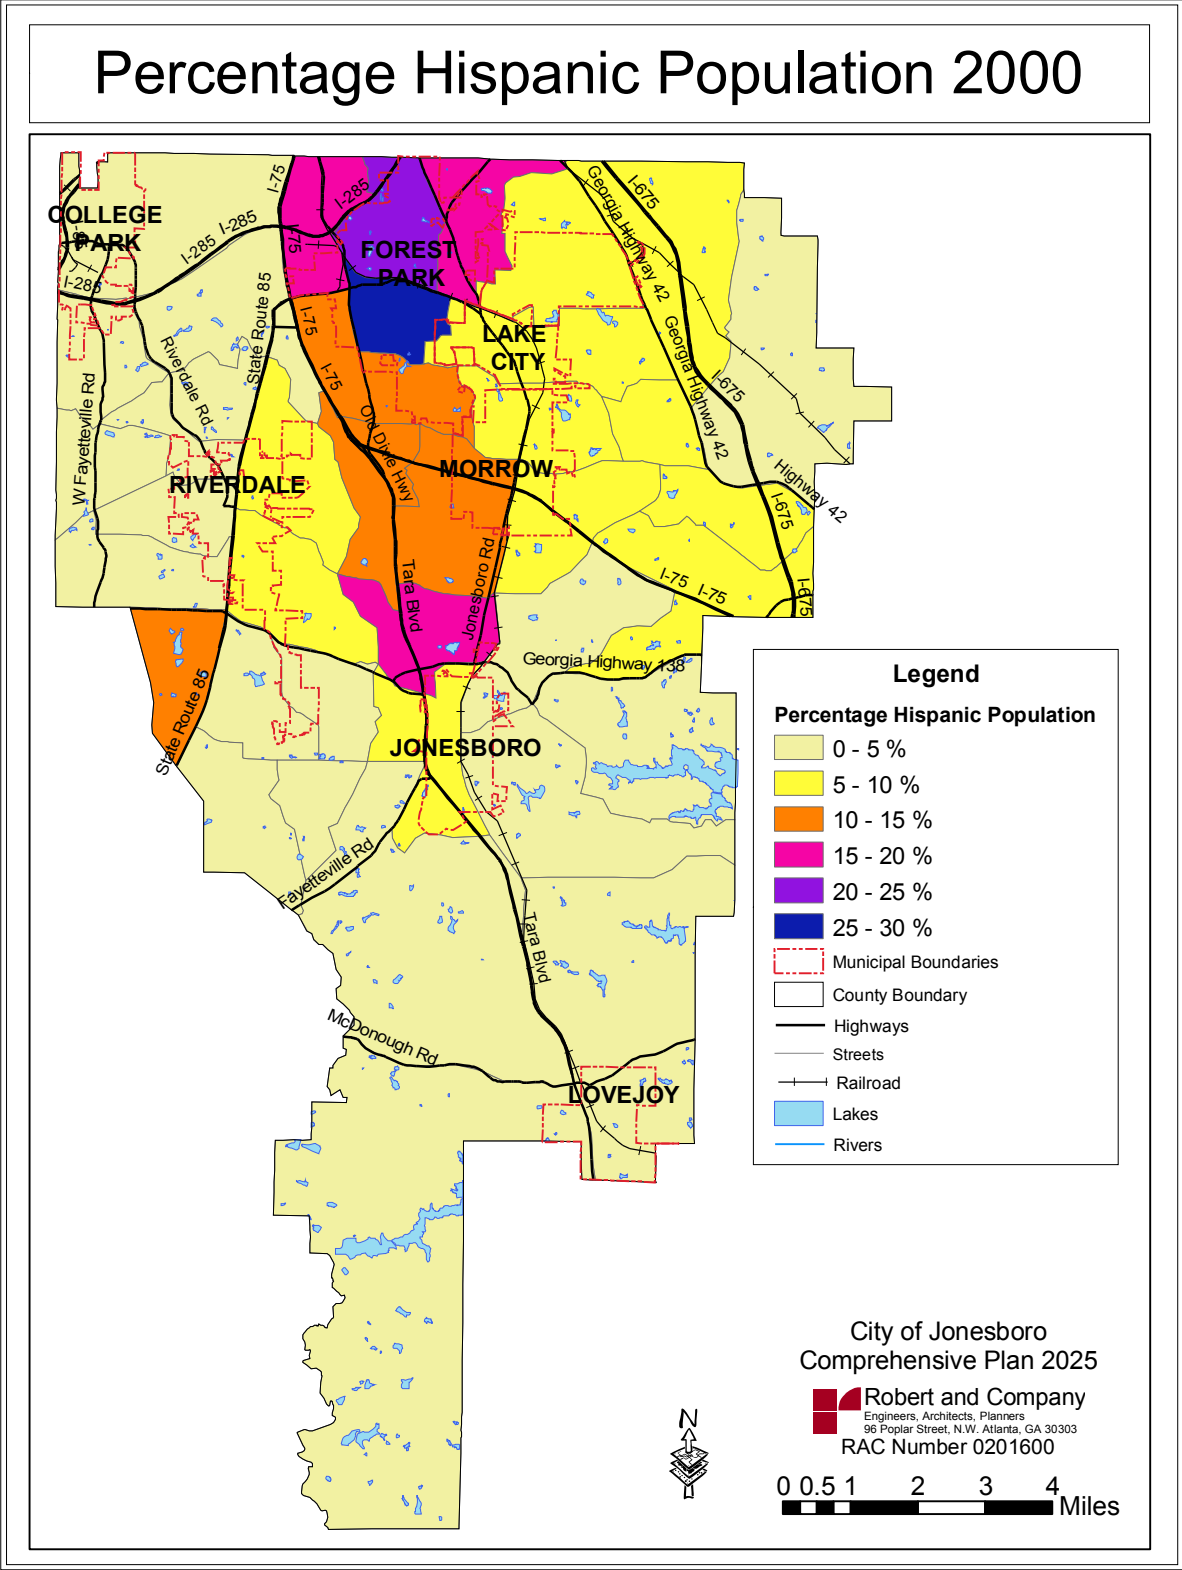 Percentage Hispanic Population 2000
COLLEGE
PARK
I-285
I-285
I-285
I-285
I-75
I-75
I-75
I-75
FOREST
PARK
Georgia Highway 42
I-675
State Route 85
Riverdale Rd
W Fayetteville Rd
LAKE
CITY
Georgia Highway 42
I-675
Old Dixie Hwy
MORROW
RIVERDALE
Highway 42
I-675
I-675
I-75
I-75
Tara Blvd
Jonesboro Rd
Georgia Highway 138
State Route 85
JONESBORO
Fayetteville Rd
Tara Blvd
McDonough Rd
LOVEJOY
Legend
Percentage Hispanic Population
0 - 5 %
5 - 10 %
10 - 15 %
15 - 20 %
20 - 25 %
25 - 30 %
Municipal Boundaries
County Boundary
Highways
Streets
Railroad
Lakes
Rivers
City of Jonesboro
Comprehensive Plan 2025
Robert and Company
Engineers, Architects, Planners
96 Poplar Street, N.W. Atlanta, GA 30303
RAC Number 0201600
N
0 0.5 1 2 3 4
Miles